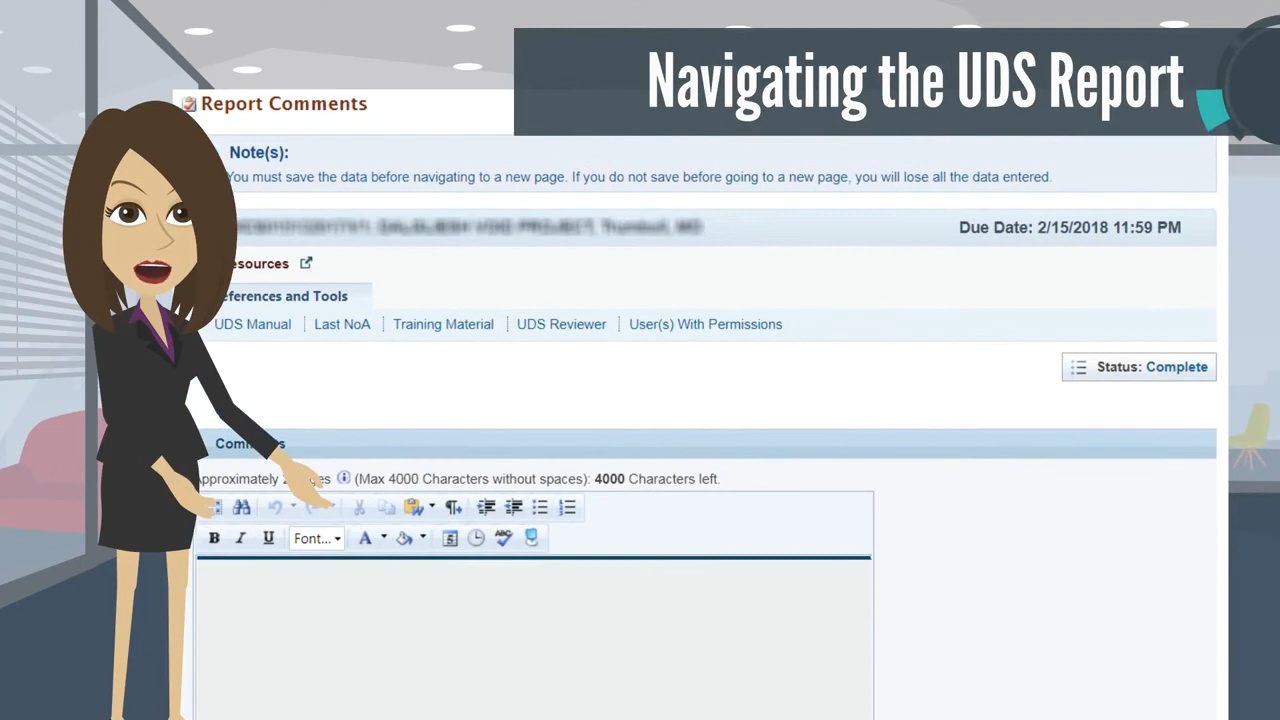 Navigating the UDS Report
Report Comments
Note(s):
You must save the data before navigating to a new page. If you do not save before going to a new page, you will lose all the data entered.
Due Date: 2/15/2018 11:59 PM
esources
eferences and Tools
UDS Manual Last NoA Training Material UDS Reviewer User(s) With Permissions
Status: Complete
Approximately (Max 4000 Characters without spaces): 4000 Characters left.
B I U Font... A ABC